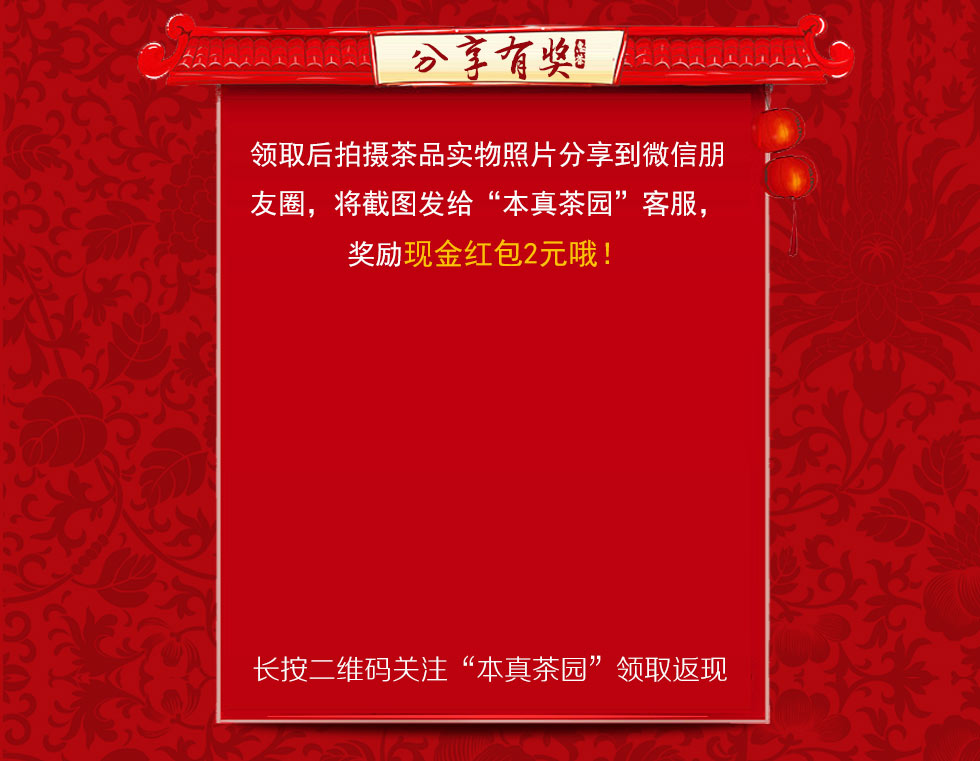 分享有奖
领取后拍摄茶品实物照片分享到微信朋
友圈，将截图发给“本真茶园”客服，
奖励现金红包2元哦！
长按二维码关注“本真茶园”领取返现